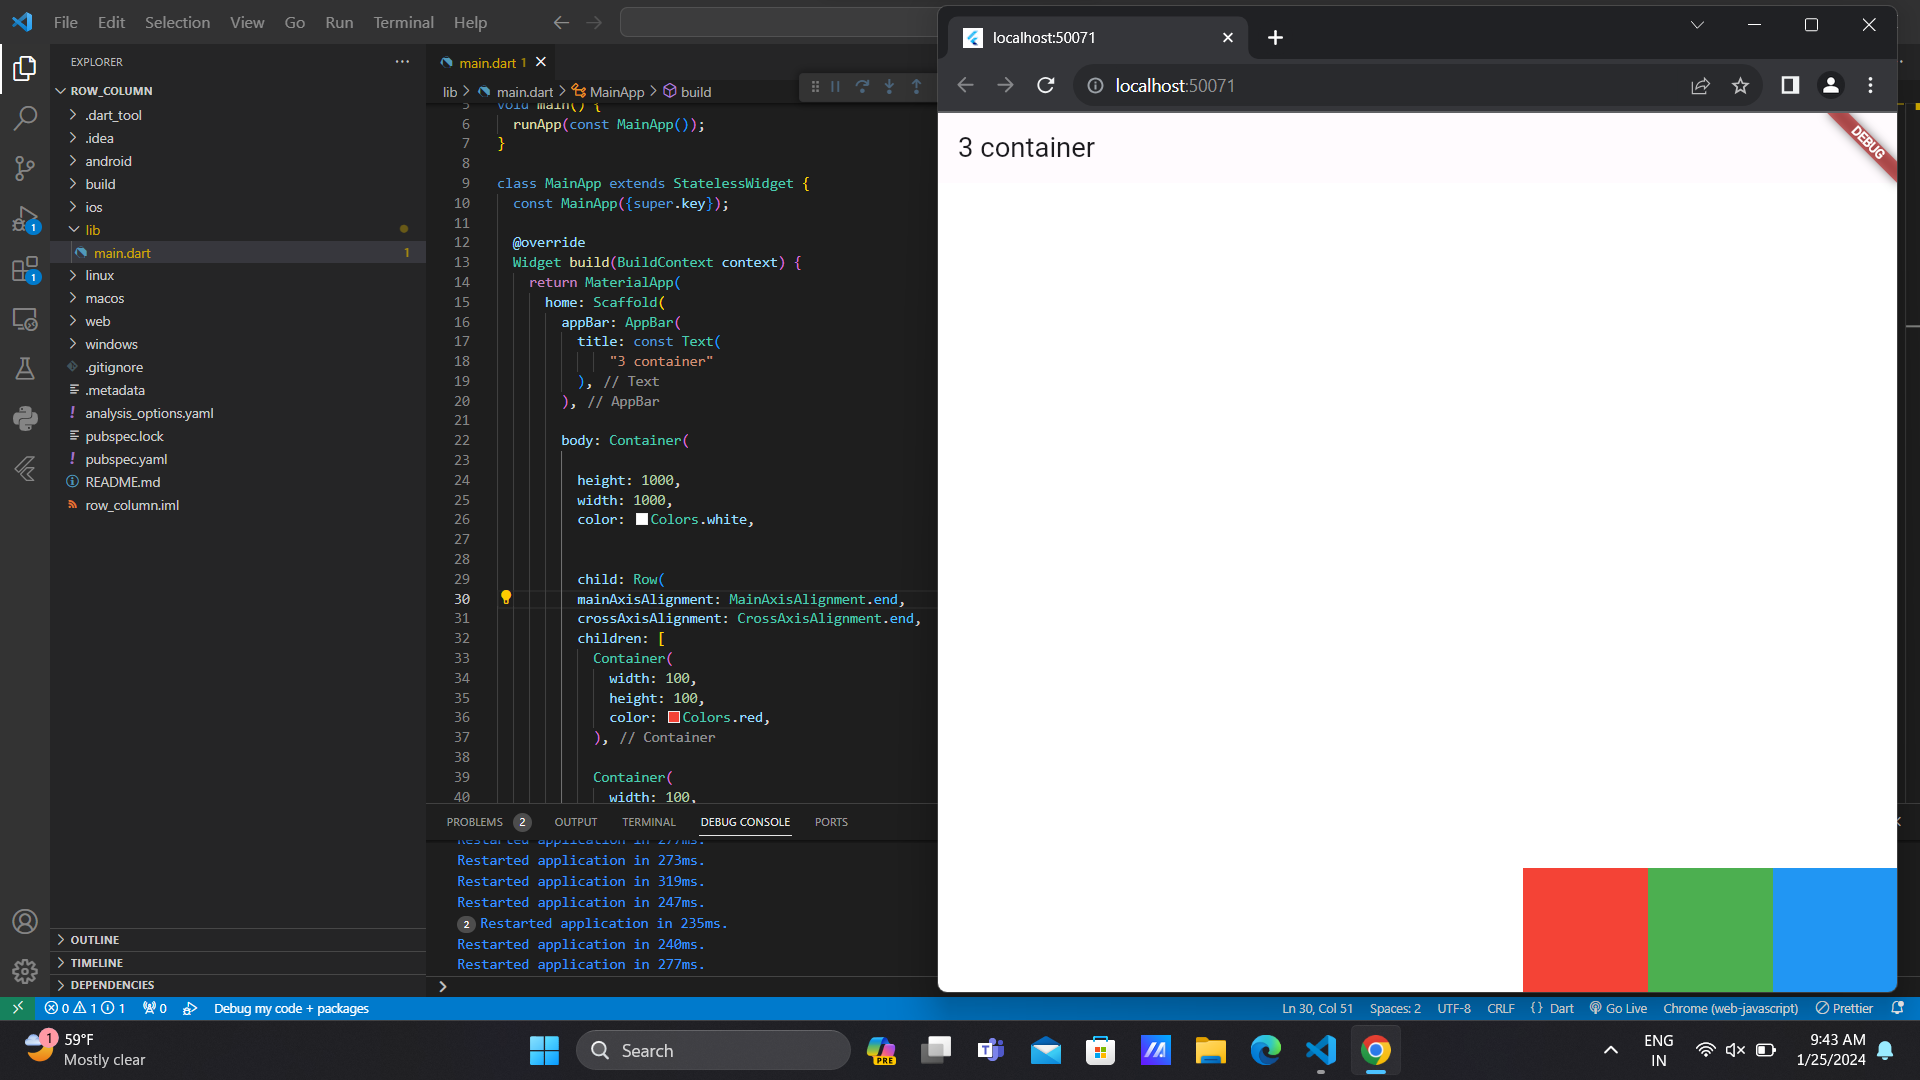 File Edit Selection View Go Run Terminal Help
EXPLORER
ROW_COLUMN
.dart_tool
.idea
android
build
ios
lib
main.dart 1
linux
macos
web
windows
.gitignore
.metadata
analysis_options.yaml
pubspec.lock
pubspec.yaml
README.md
row_column.iml
OUTLINE
TIMELINE
DEPENDENCIES
1
1
main.dart 1
lib > main.dart > MainApp > build
5 void main() {
6 runApp(const MainApp());
7 }
8
9 class MainApp extends StatelessWidget {
10 const MainApp({super.key});
11
12 @override
13 Widget build(BuildContext context) {
14 return MaterialApp(
15 home: Scaffold(
16 appBar: AppBar(
17 title: const Text(
18 "3 container"
19 ), // Text
20 ), // AppBar
21
22 body: Container(
23
24 height: 1000,
25 width: 1000,
26 color: Colors.white,
27
28
29 child: Row(
30 mainAxisAlignment: MainAxisAlignment.end,
31 crossAxisAlignment: CrossAxisAlignment.end,
32 children: [
33 Container(
34 width: 100,
35 height: 100,
36 color: Colors.red,
37 ), // Container
38
39 Container(
40 width: 100,
PROBLEMS 2 OUTPUT TERMINAL DEBUG CONSOLE PORTS
Restarted application in 277ms.
Restarted application in 273ms.
Restarted application in 319ms.
Restarted application in 247ms.
2 Restarted application in 235ms.
Restarted application in 240ms.
Restarted application in 277ms.
localhost:50071
localhost:50071
3 container
DEBUG
0 1 1 0 Debug my code + packages
Ln 30, Col 51 Spaces: 2 UTF-8 CRLF {} Dart Go Live Chrome (web-javascript) Prettier
1
59°F
Mostly clear
Search
PRE
ENG
IN
9:43 AM
1/25/2024